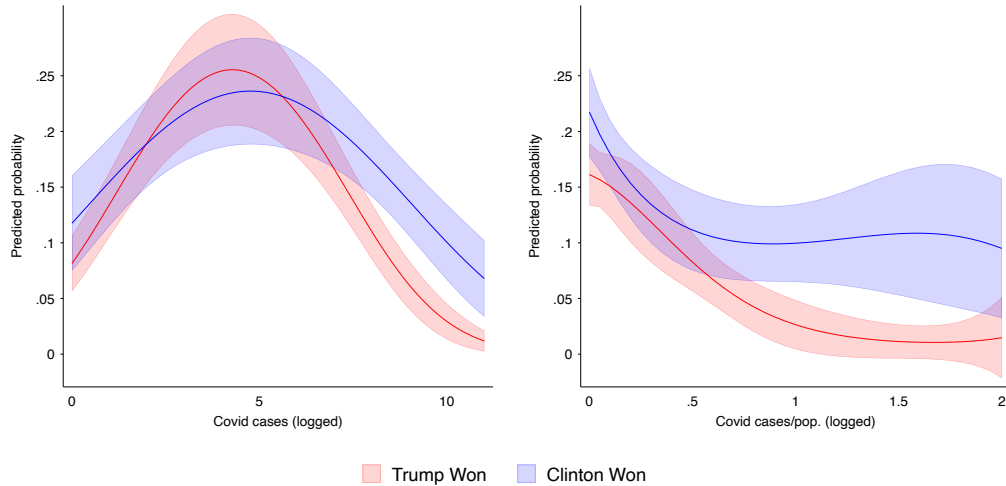 .25
.2
.15
.1
.05
0
Predicted probability
0 5 10
Covid cases (logged)
.25
.2
.15
.1
.05
0
Predicted probability
0 .5 1 1.5 2
Covid cases/pop. (logged)
Trump Won Clinton Won